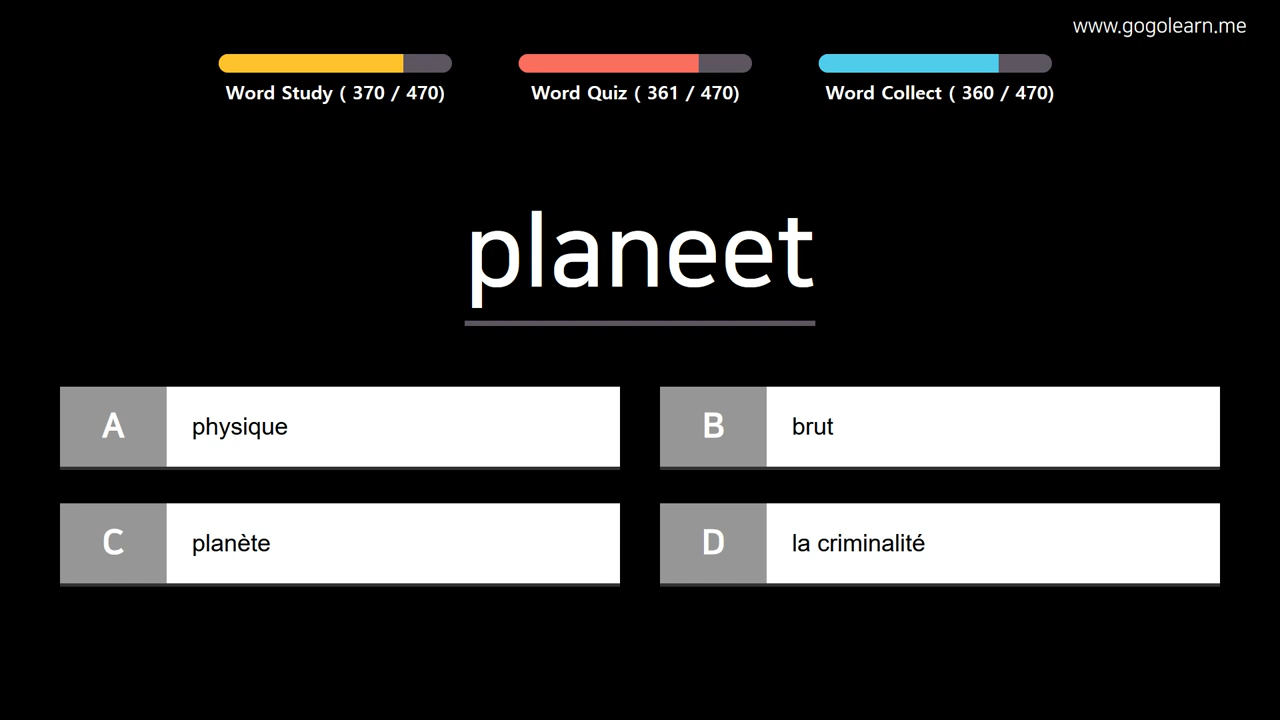 www.gogolearn.me
Word Study ( 370 / 470)
Word Quiz ( 361 / 470)
Word Collect ( 360 / 470)
planeet
A physique
B brut
C planète
D la criminalité